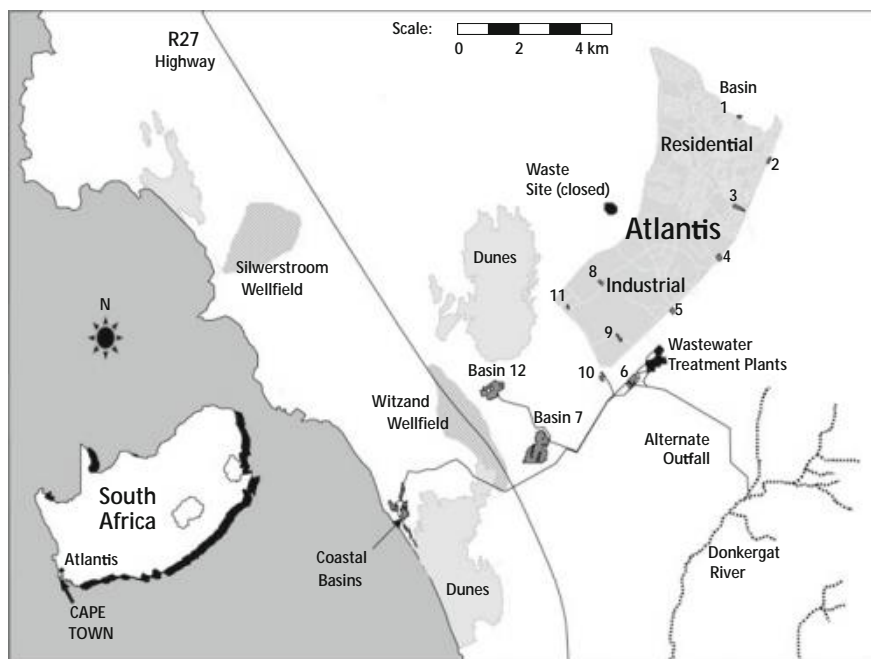 Scale:
0 2 4 km
R27
Highway
Basin
1
Residential
2
Waste
Site (closed)
3
Atlantis
4
Dunes
Silwerstroom
Wellfield
8
Industrial
11
5
N
9
Wastewater
Treatment Plants
Basin 12
10
6
Witzand
Wellfield
Basin 7
Alternate
Outfall
South
Africa
Atlantis
Coastal
Basins
Donkergat
River
Dunes
CAPE
TOWN